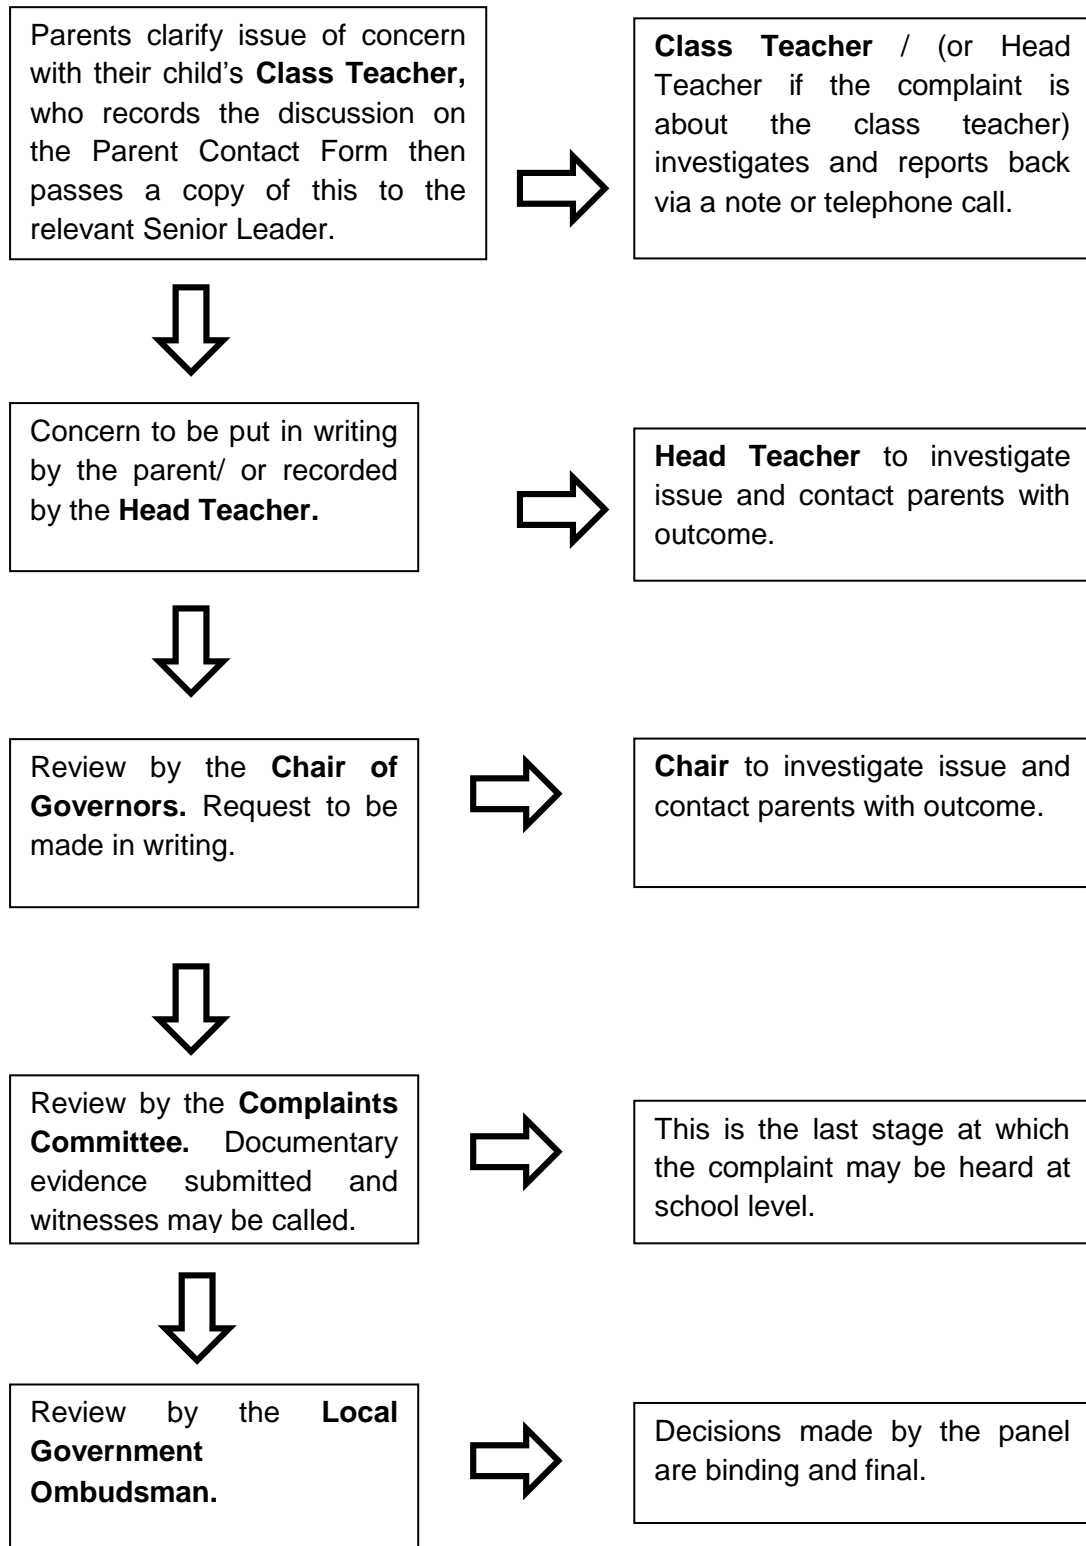 Parents clarify issue of concern
with their child’s Class Teacher,
who records the discussion on
the Parent Contact Form then
passes a copy of this to the
relevant Senior Leader.
Class Teacher / (or Head
Teacher if the complaint is
about the class teacher)
investigates and reports back
via a note or telephone call.
Concern to be put in writing
by the parent/ or recorded
by the Head Teacher.
Head Teacher to investigate
issue and contact parents with
outcome.
Review by the Chair of
Governors. Request to be
made in writing.
Chair to investigate issue and
contact parents with outcome.
Review by the Complaints
Committee. Documentary
evidence submitted and
witnesses may be called.
This is the last stage at which
the complaint may be heard at
school level.
Review by the Local
Government
Ombudsman.
Decisions made by the panel
are binding and final.